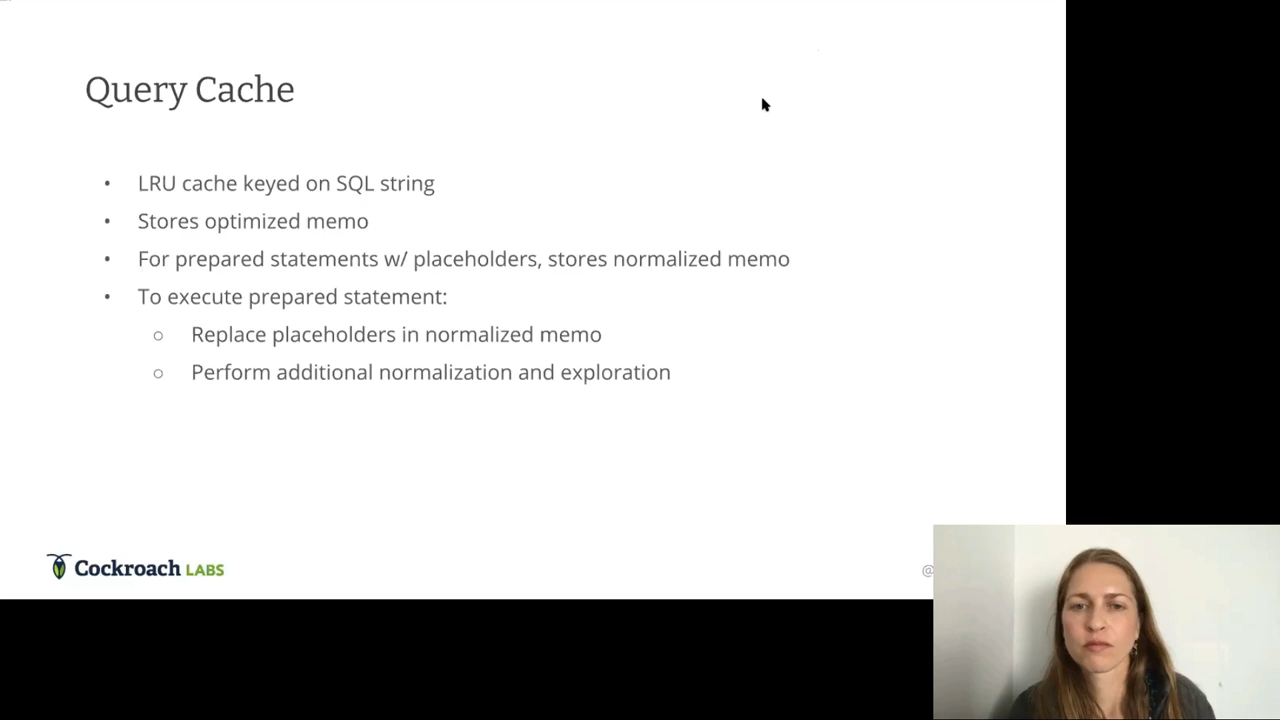 Query Cache
• LRU cache keyed on SQL string
• Stores optimized memo
• For prepared statements w/ placeholders, stores normalized memo
• To execute prepared statement:
○ Replace placeholders in normalized memo
○ Perform additional normalization and exploration
Cockroach LABS
@